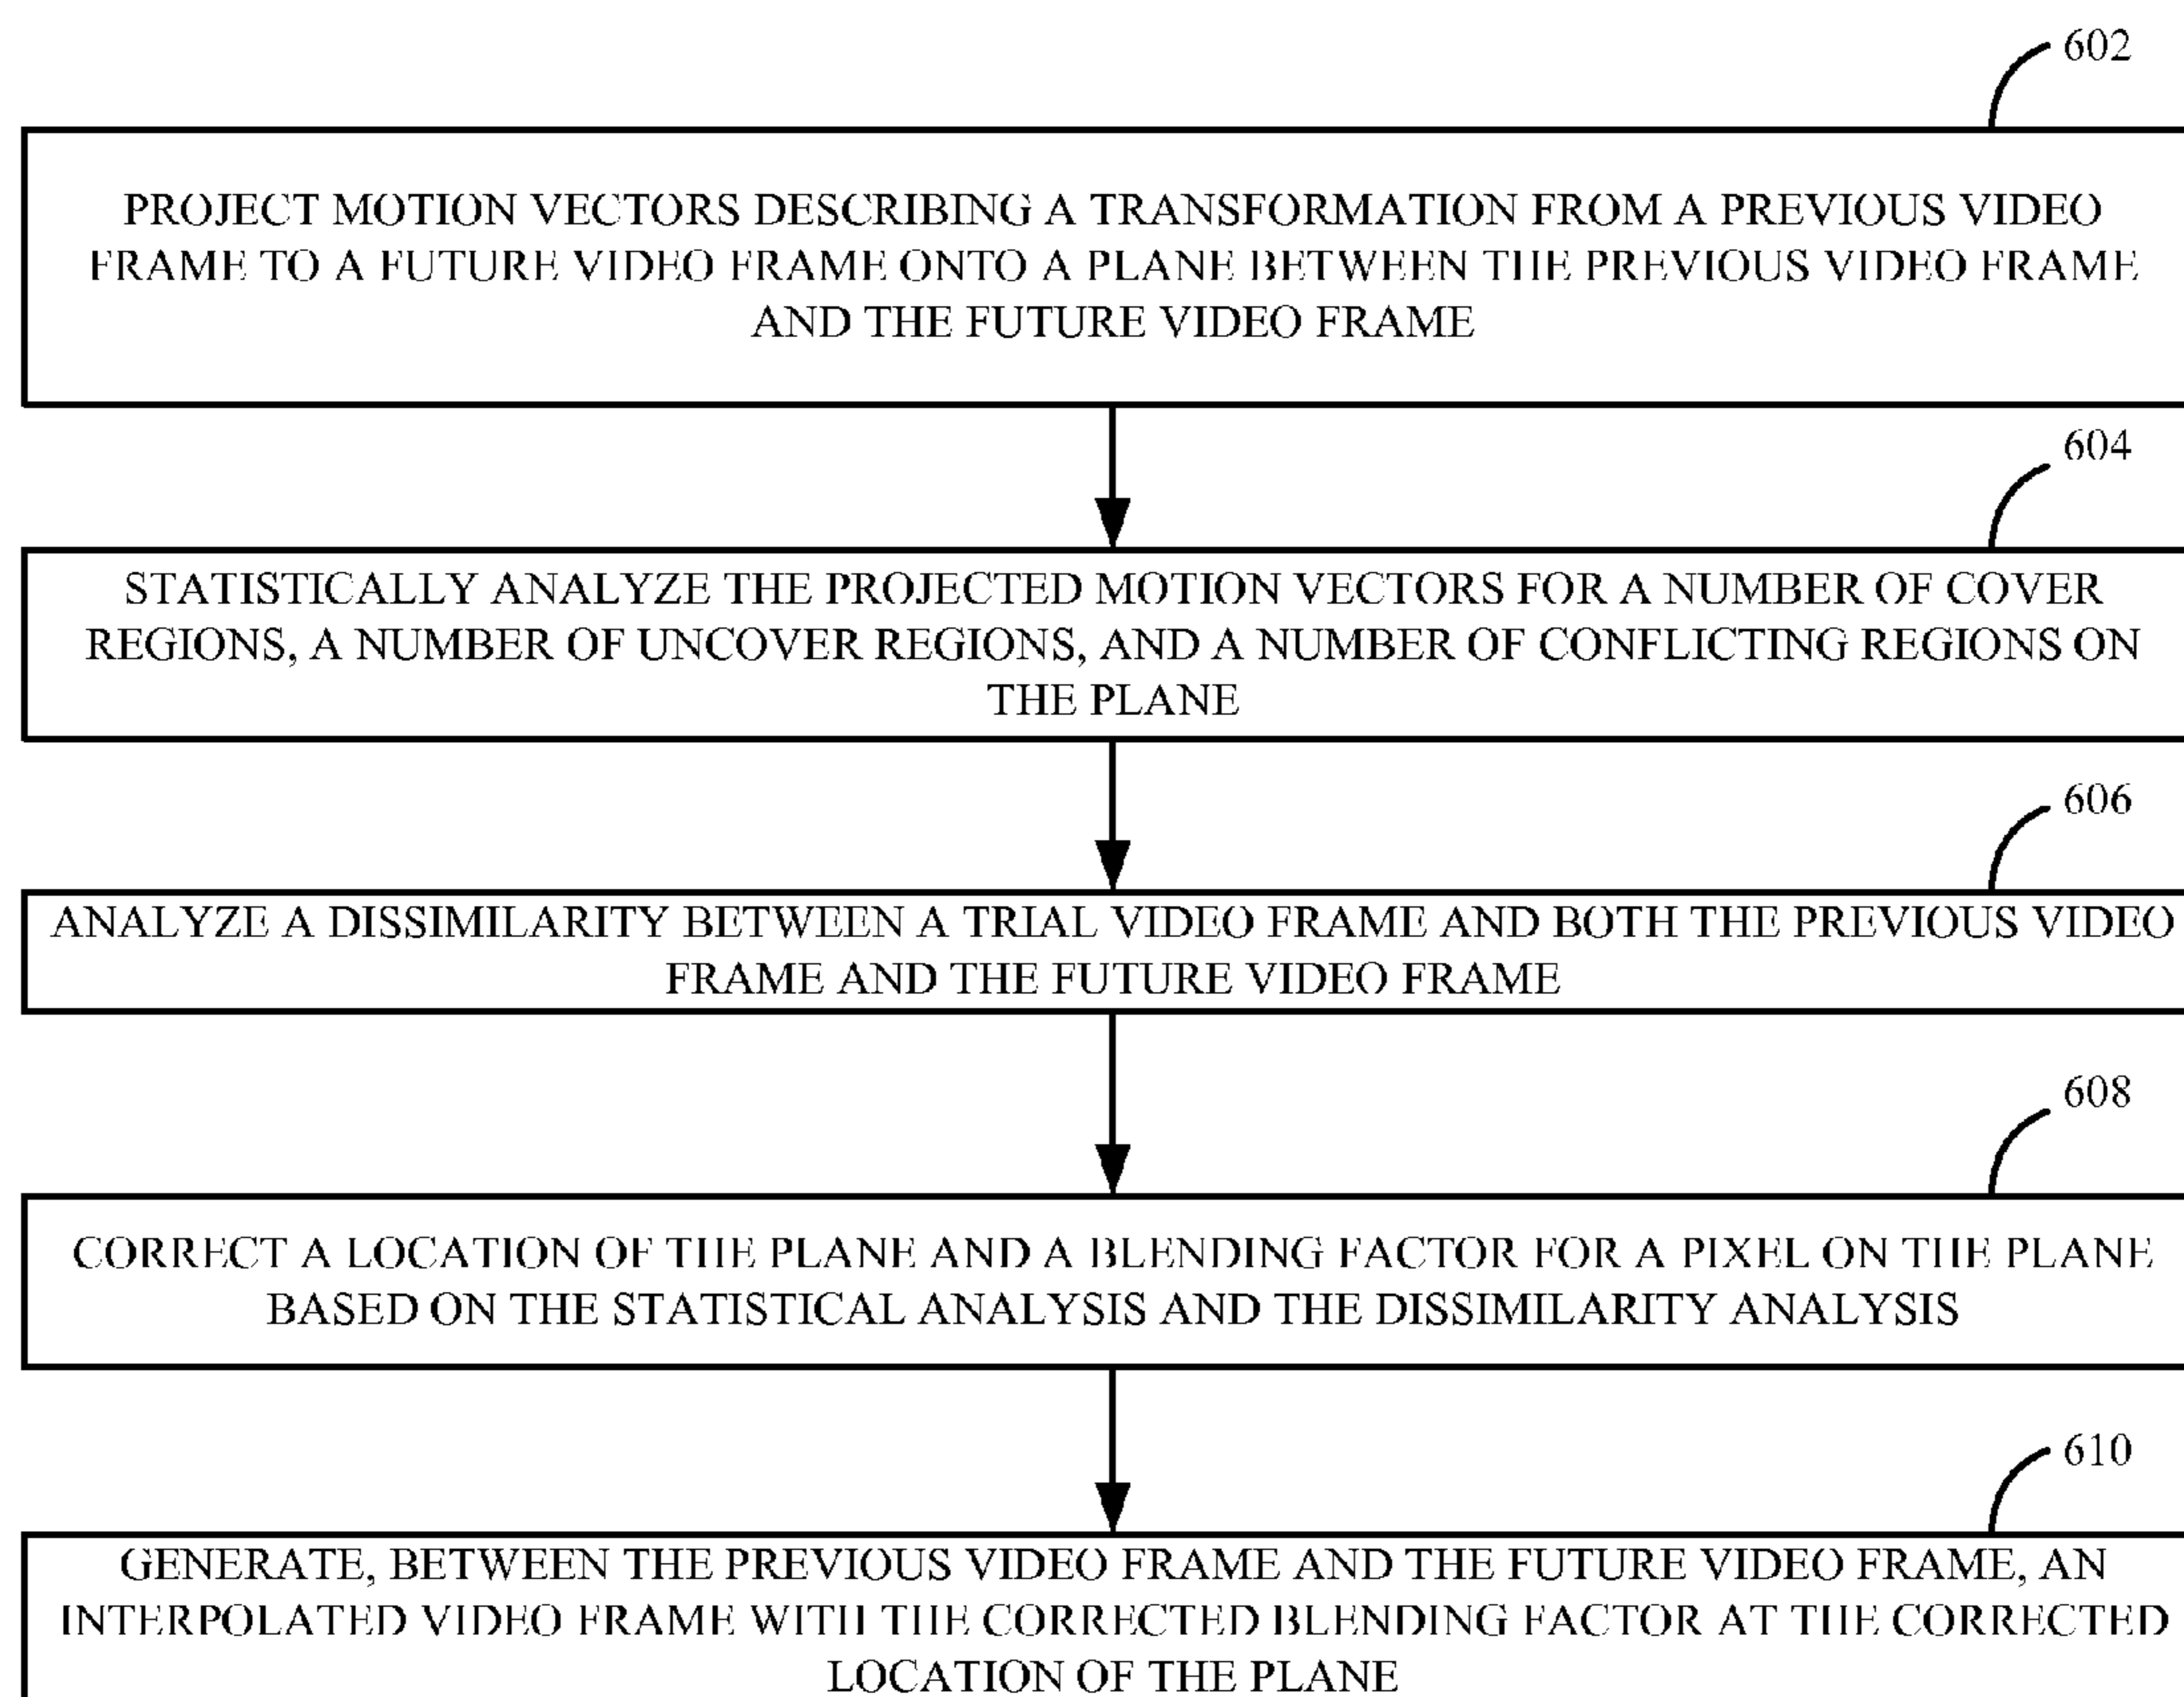 602
PROJECT MOTION VECTORS DESCRIBING A TRANSFORMATION FROM A PREVIOUS VIDEO
FRAME TO A FUTURE VIDEO FRAME ONTO A PLANE BETWEEN THE PREVIOUS VIDEO FRAME
AND THE FUTURE VIDEO FRAME
604
STATISTICALLY ANALYZE THE PROJECTED MOTION VECTORS FOR A NUMBER OF COVER
REGIONS, A NUMBER OF UNCOVER REGIONS, AND A NUMBER OF CONFLICTING REGIONS ON
THE PLANE
606
ANALYZE A DISSIMILARITY BETWEEN A TRIAL VIDEO FRAME AND BOTH THE PREVIOUS VIDEO
FRAME AND THE FUTURE VIDEO FRAME
608
CORRECT A LOCATION OF THE PLANE AND A BLENDING FACTOR FOR A PIXEL ON THE PLANE
BASED ON THE STATISTICAL ANALYSIS AND THE DISSIMILARITY ANALYSIS
610
GENERATE, BETWEEN THE PREVIOUS VIDEO FRAME AND THE FUTURE VIDEO FRAME, AN
INTERPOLATED VIDEO FRAME WITH THE CORRECTED BLENDING FACTOR AT THE CORRECTED
LOCATION OF THE PLANE